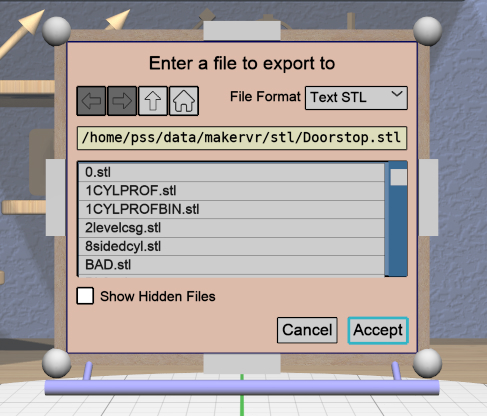 Enter a file to export to
File Format Text STL
/home/pss/data/makervr/stl/Doorstop.stl
0.stl
1CYLPROF.stl
1CYLPROFBIN.stl
2levelcsg.stl
8sidedcyl.stl
BAD.stl
Show Hidden Files
Cancel Accept